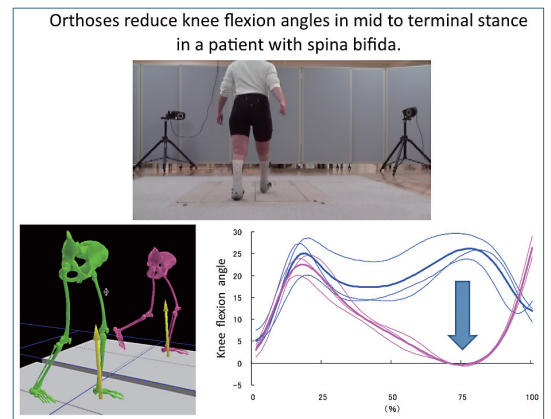 Orthoses reduce knee flexion angles in mid to terminal stance
in a patient with spina bifida.
Knee flexion angle
30
25
20
15
10
5
0
−5
0 25 50 75 100
(%)